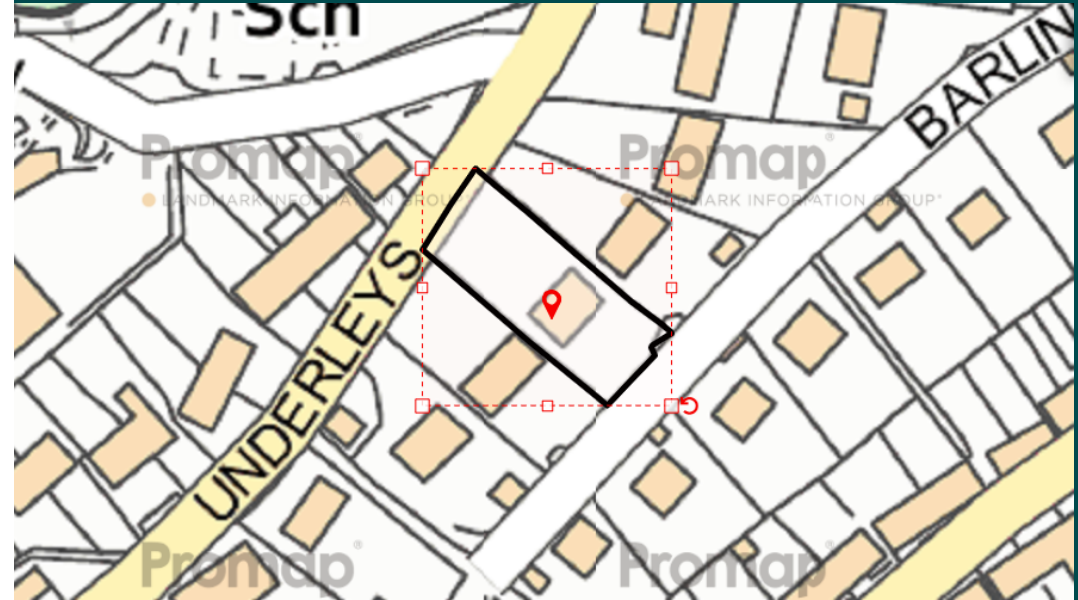 Sch
BARLIN
Promap®
LANDMARK INFORMATION GROUP®
Promap®
LANDMARK INFORMATION GROUP®
UNDERLEYS
Promap®
Promap®